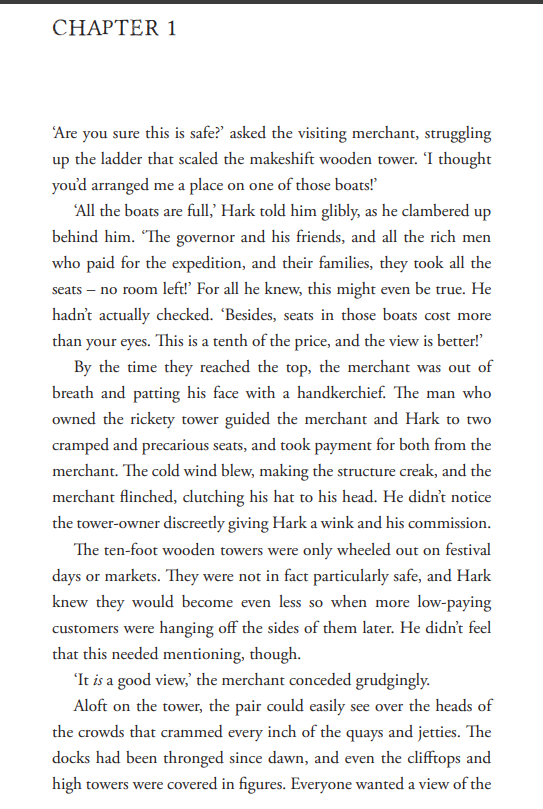 CHAPTER 1
‘Are you sure this is safe?’ asked the visiting merchant, struggling
up the ladder that scaled the makeshift wooden tower. ‘I thought
you’d arranged me a place on one of those boats!’
‘All the boats are full,’ Hark told him glibly, as he clambered up
behind him. ‘The governor and his friends, and all the rich men
who paid for the expedition, and their families, they took all the
seats – no room left!’ For all he knew, this might even be true. He
hadn’t actually checked. ‘Besides, seats in those boats cost more
than your eyes. This is a tenth of the price, and the view is better!’
By the time they reached the top, the merchant was out of
breath and patting his face with a handkerchief. The man who
owned the rickety tower guided the merchant and Hark to two
cramped and precarious seats, and took payment for both from the
merchant. The cold wind blew, making the structure creak, and the
merchant flinched, clutching his hat to his head. He didn’t notice
the tower-owner discreetly giving Hark a wink and his commission.
The ten-foot wooden towers were only wheeled out on festival
days or markets. They were not in fact particularly safe, and Hark
knew they would become even less so when more low-paying
customers were hanging off the sides of them later. He didn’t feel
that this needed mentioning, though.
‘It is a good view,’ the merchant conceded grudgingly.
Aloft on the tower, the pair could easily see over the heads of
the crowds that crammed every inch of the quays and jetties. The
docks had been thronged since dawn, and even the clifftops and
high towers were covered in figures. Everyone wanted a view of the